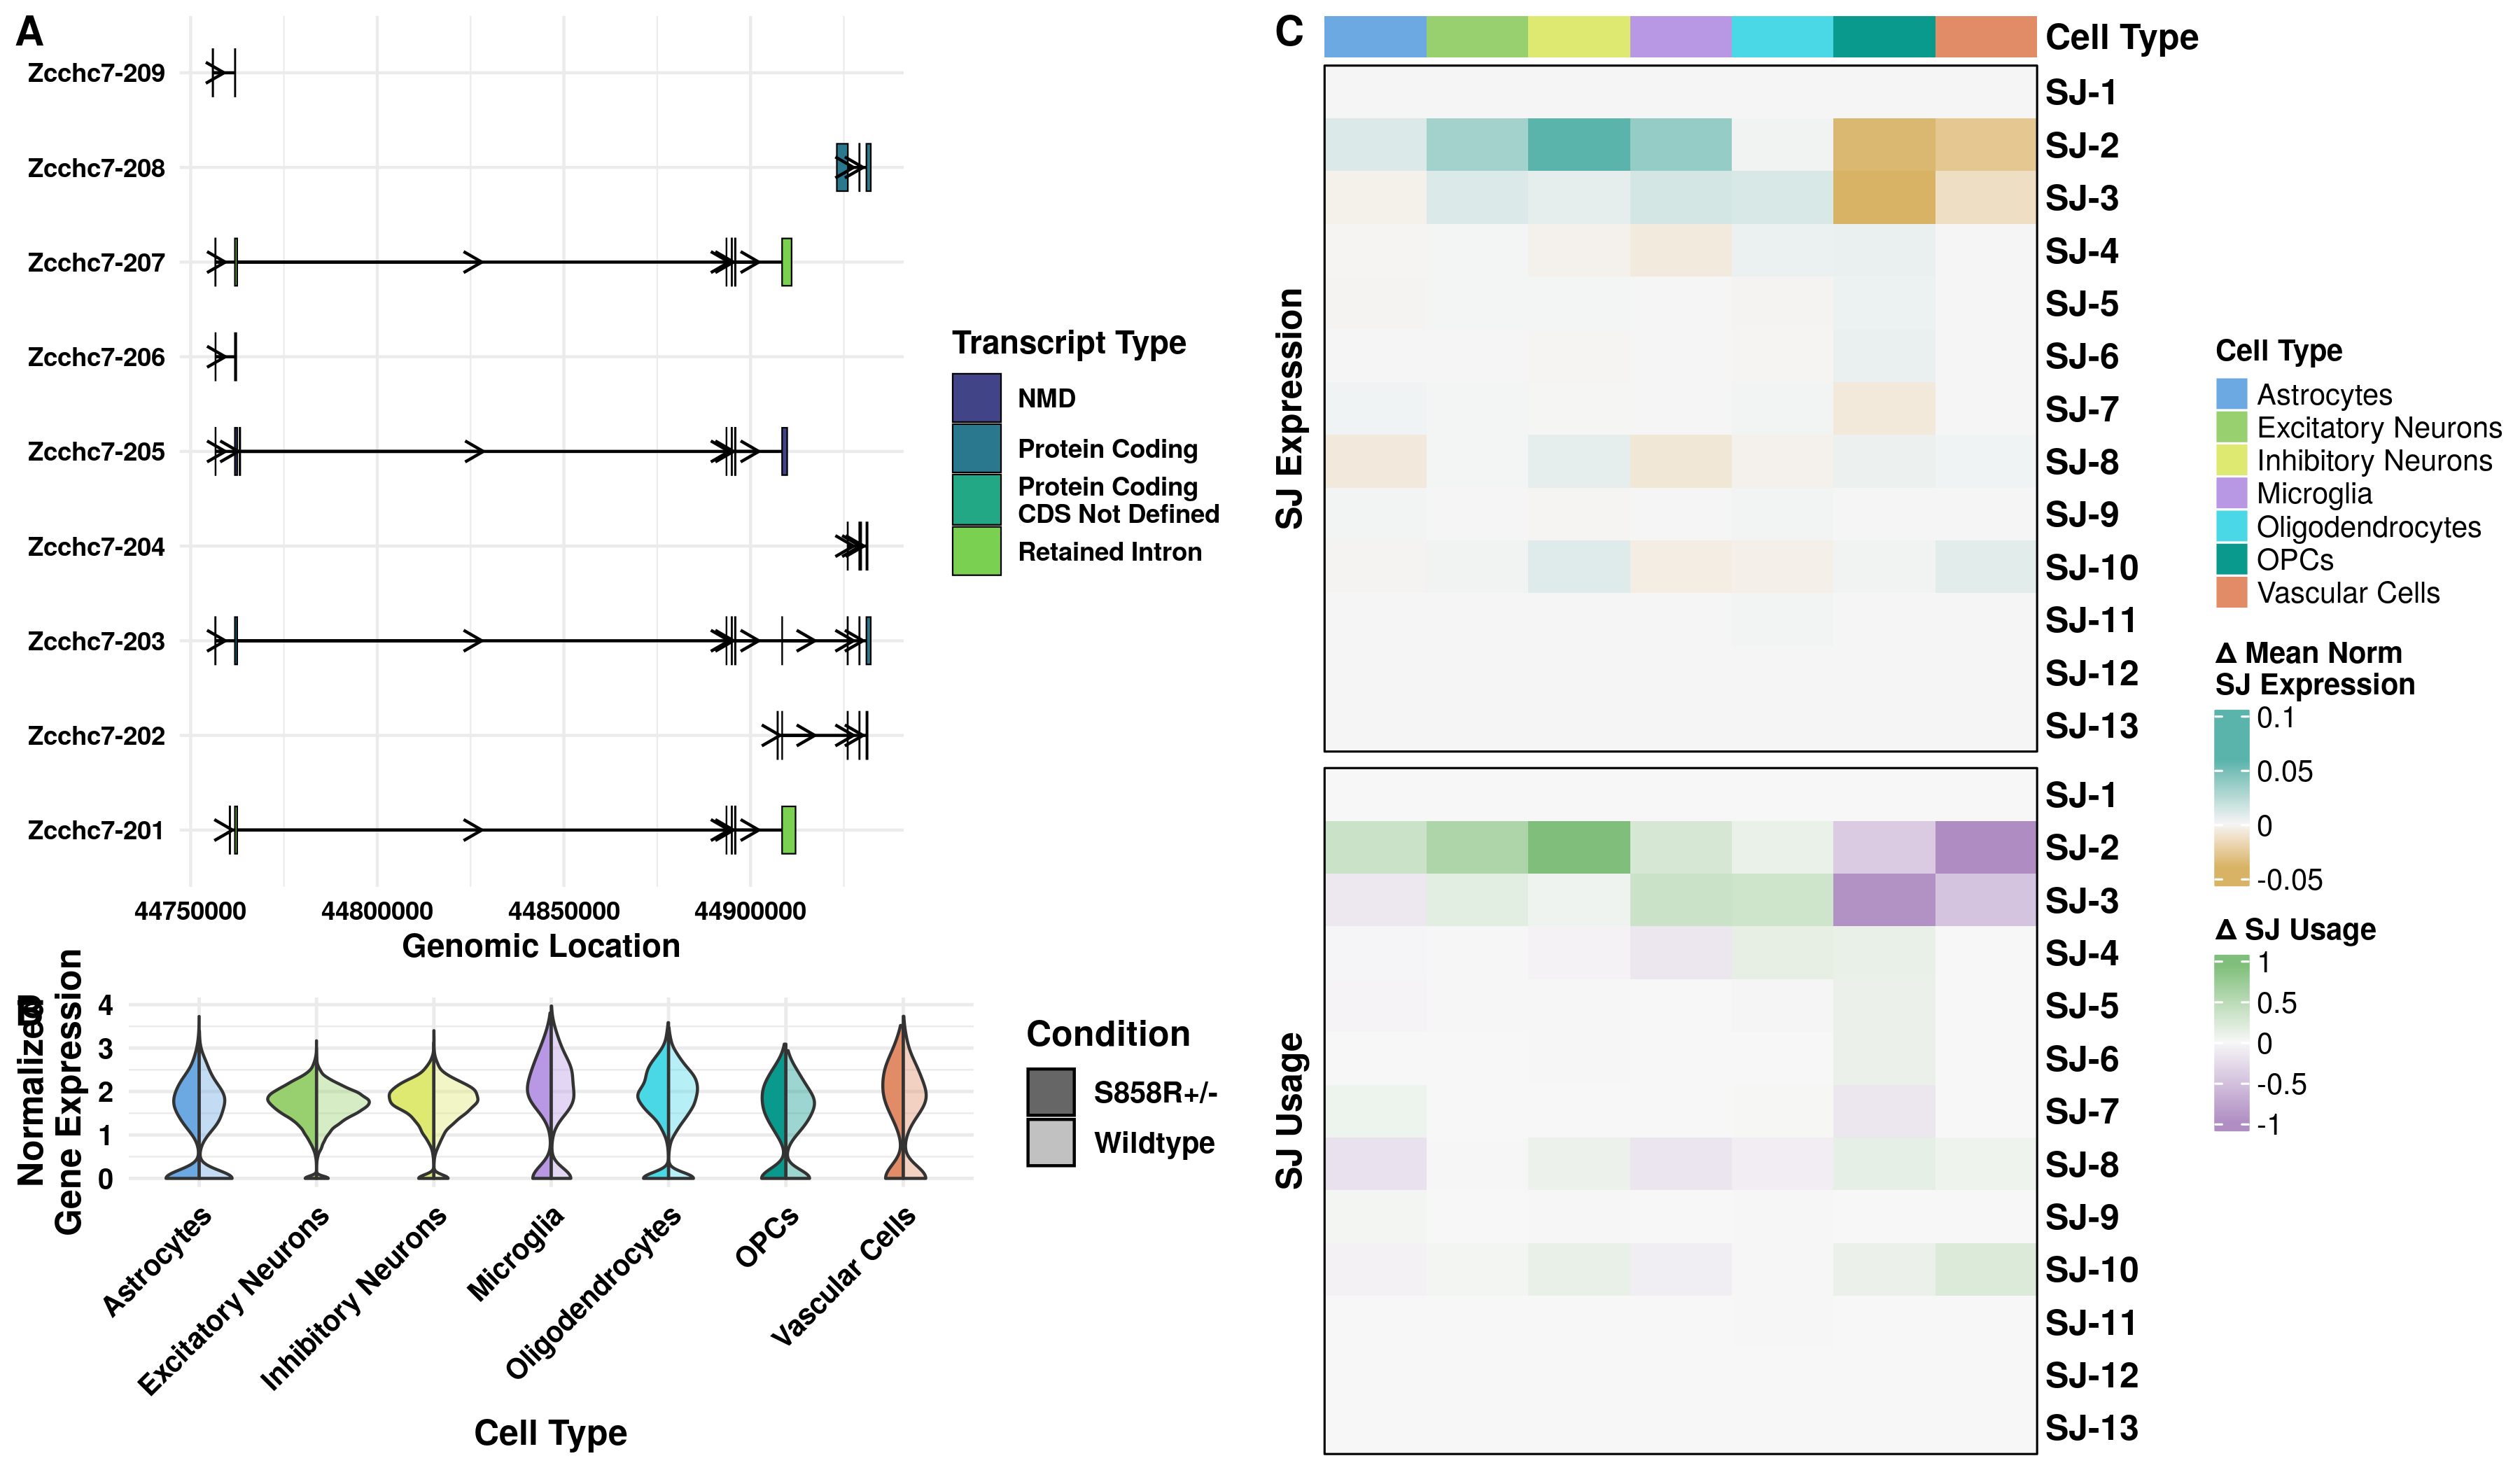 A
Zcchc7-209
Zcchc7-208
Zcchc7-207
Zcchc7-206
Zcchc7-205
Zcchc7-204
Zcchc7-203
Zcchc7-202
Zcchc7-201
44750000 44800000 44850000 44900000
Genomic Location
Transcript Type
NMD
Protein Coding
Protein Coding
CDS Not Defined
Retained Intron
Normalized
Gene Expression
4
3
2
1
0
Astrocytes
Excitatory Neurons
Inhibitory Neurons
Microglia
Oligodendrocytes
OPCs
Vascular Cells
Cell Type
Condition
S858R+/-
Wildtype
C
Cell Type
SJ Expression
SJ-1
SJ-2
SJ-3
SJ-4
SJ-5
SJ-6
SJ-7
SJ-8
SJ-9
SJ-10
SJ-11
SJ-12
SJ-13
SJ Usage
SJ-1
SJ-2
SJ-3
SJ-4
SJ-5
SJ-6
SJ-7
SJ-8
SJ-9
SJ-10
SJ-11
SJ-12
SJ-13
Cell Type
Astrocytes
Excitatory Neurons
Inhibitory Neurons
Microglia
Oligodendrocytes
OPCs
Vascular Cells
Δ Mean Norm
SJ Expression
0.1
0.05
0
-0.05
Δ SJ Usage
1
0.5
0
-0.5
-1